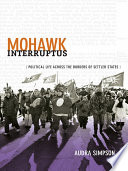 MOHAWK
INTERRUPTUS
| POLITICAL LIFE ACROSS THE BORDERS OF SETTLER STATES |
AUDRA SIMPSON